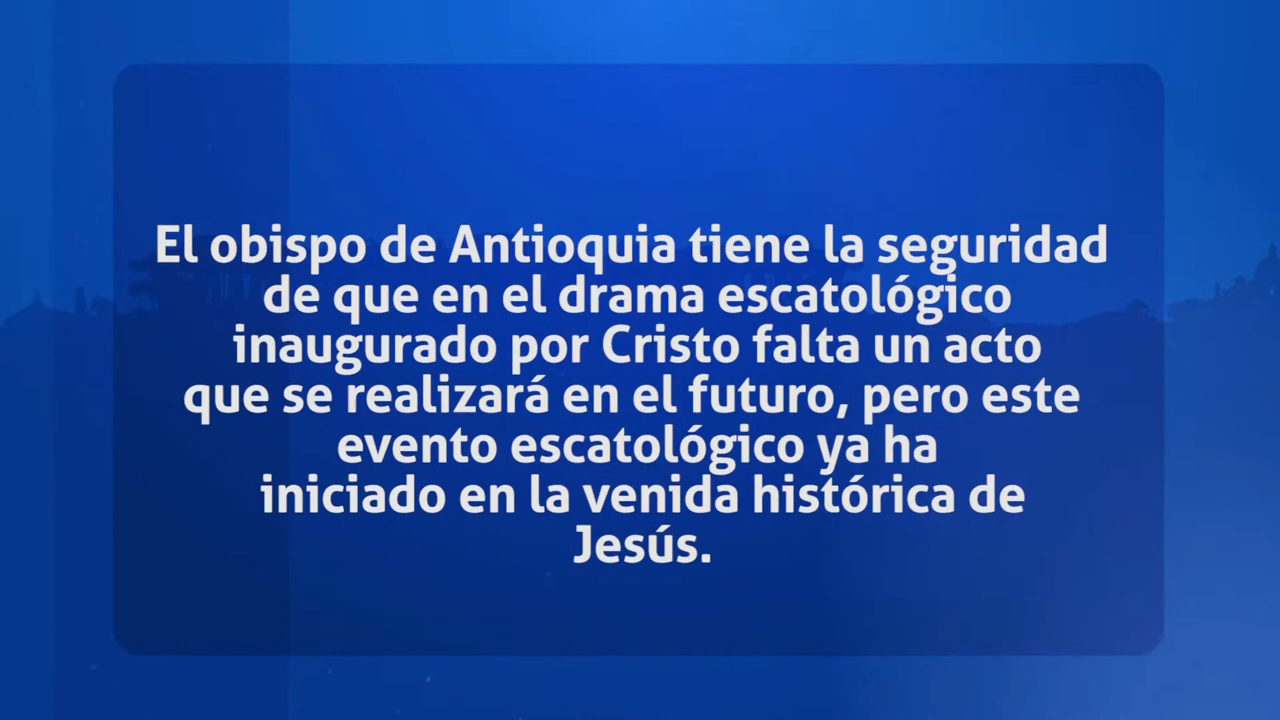 El obispo de Antioquia tiene la seguridad
de que en el drama escatológico
inaugurado por Cristo falta un acto
que se realizará en el futuro, pero este
evento escatológico ya ha
iniciado en la venida histórica de
Jesús.